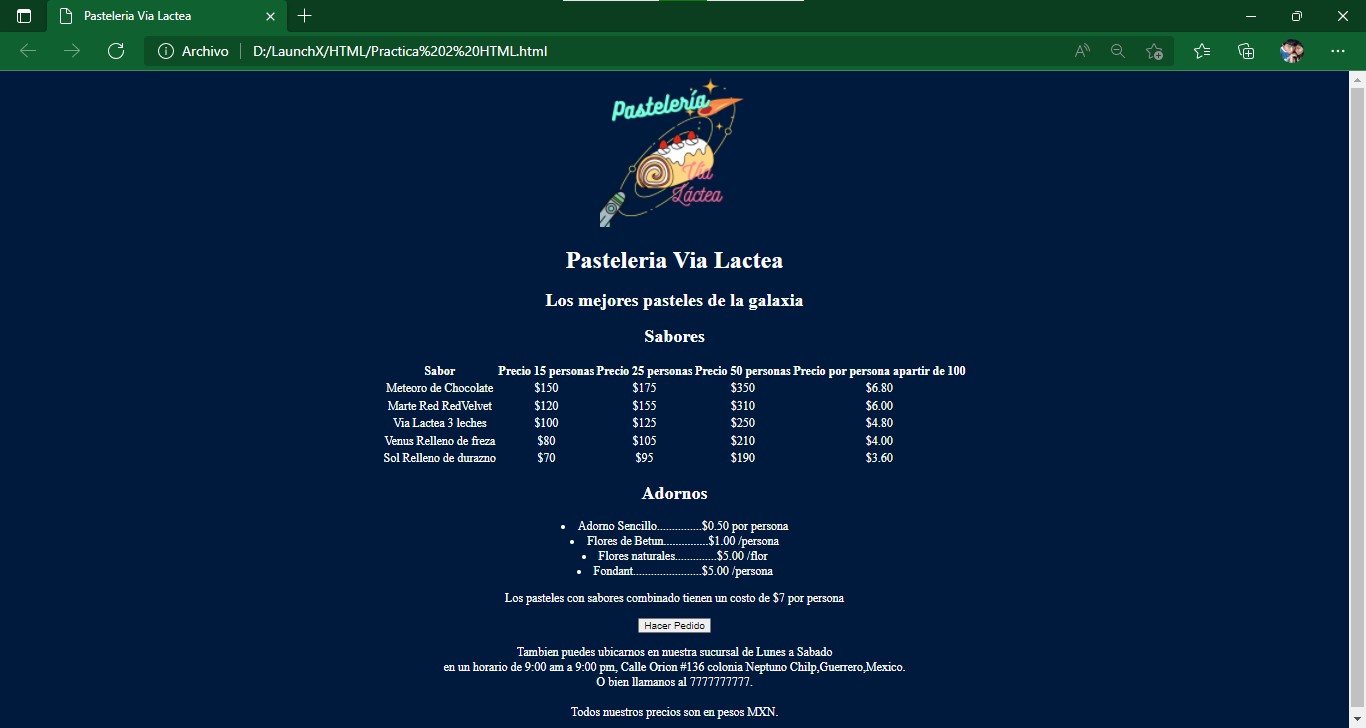 Pasteleria Via Lactea
Archivo D:/LaunchX/HTML/Practica%202%20HTML.html
Pastelería
Vía
Láctea
Pasteleria Via Lactea
Los mejores pasteles de la galaxia
Sabores
Sabor Precio 15 personas Precio 25 personas Precio 50 personas Precio por persona apartir de 100
Meteoro de Chocolate $150 $175 $350 $6.80
Marte Red RedVelvet $120 $155 $310 $6.00
Via Lactea 3 leches $100 $125 $250 $4.80
Venus Relleno de freza $80 $105 $210 $4.00
Sol Relleno de durazno $70 $95 $190 $3.60
Adornos
• Adorno Sencillo...............$0.50 por persona
• Flores de Betun...............$1.00 /persona
• Flores naturales..............$5.00 /flor
• Fondant.......................$5.00 /persona
Los pasteles con sabores combinado tienen un costo de $7 por persona
Hacer Pedido
Tambien puedes ubicarnos en nuestra sucursal de Lunes a Sabado
en un horario de 9:00 am a 9:00 pm, Calle Orion #136 colonia Neptuno Chilp,Guerrero,Mexico.
O bien llamanos al 7777777777.
Todos nuestros precios son en pesos MXN.